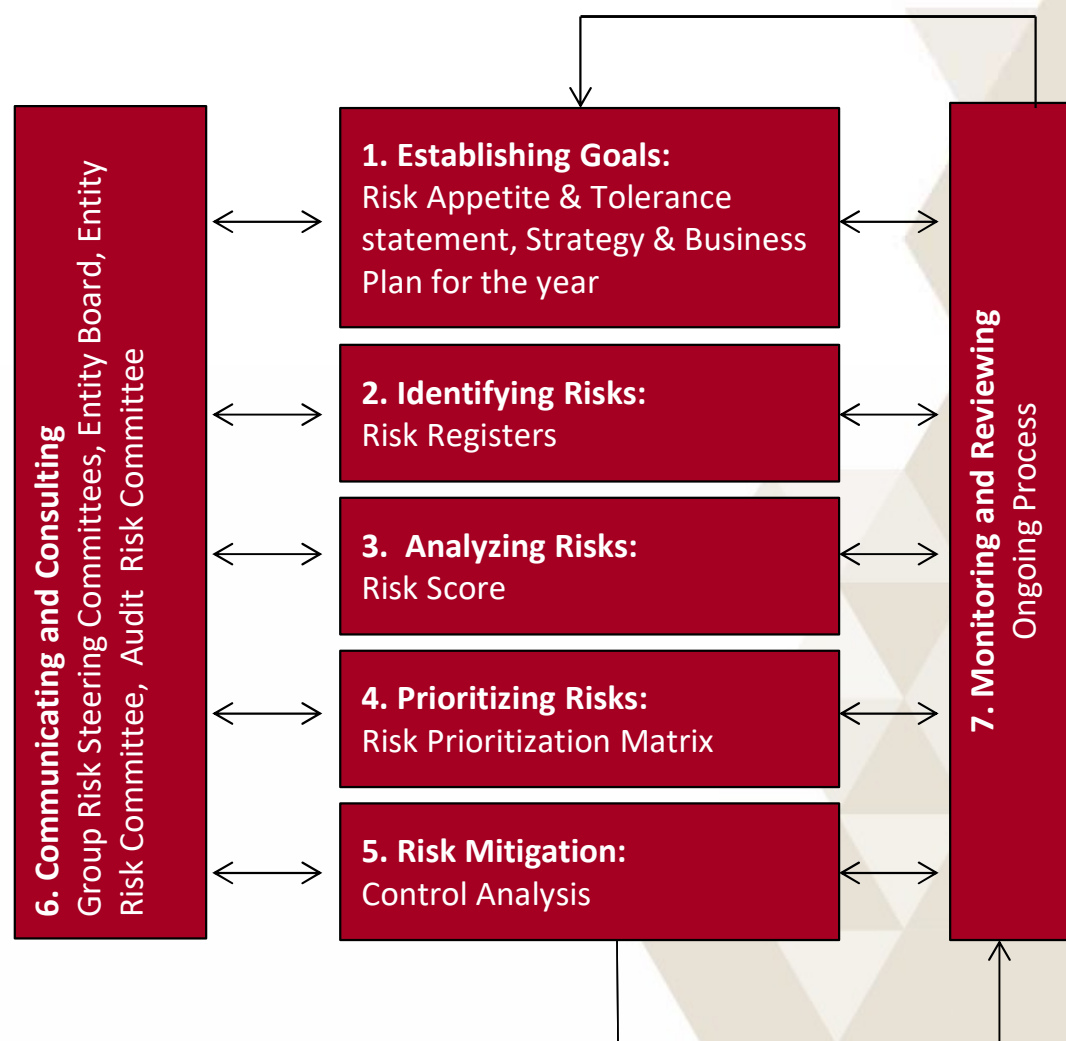 1. Establishing Goals:
Risk Appetite & Tolerance
statement, Strategy & Business
Plan for the year
2. Identifying Risks:
Risk Registers
3. Analyzing Risks:
Risk Score
4. Prioritizing Risks:
Risk Prioritization Matrix
5. Risk Mitigation:
Control Analysis
6. Communicating and Consulting
Group Risk Steering Committees, Entity Board, Entity
Risk Committee, Audit Risk Committee
7. Monitoring and Reviewing
Ongoing Process